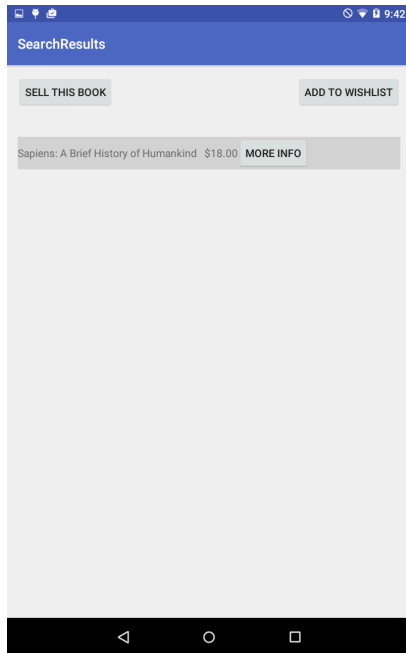 9:42
SearchResults
SELL THIS BOOK ADD TO WISHLIST
Sapiens: A Brief History of Humankind $18.00 MORE INFO